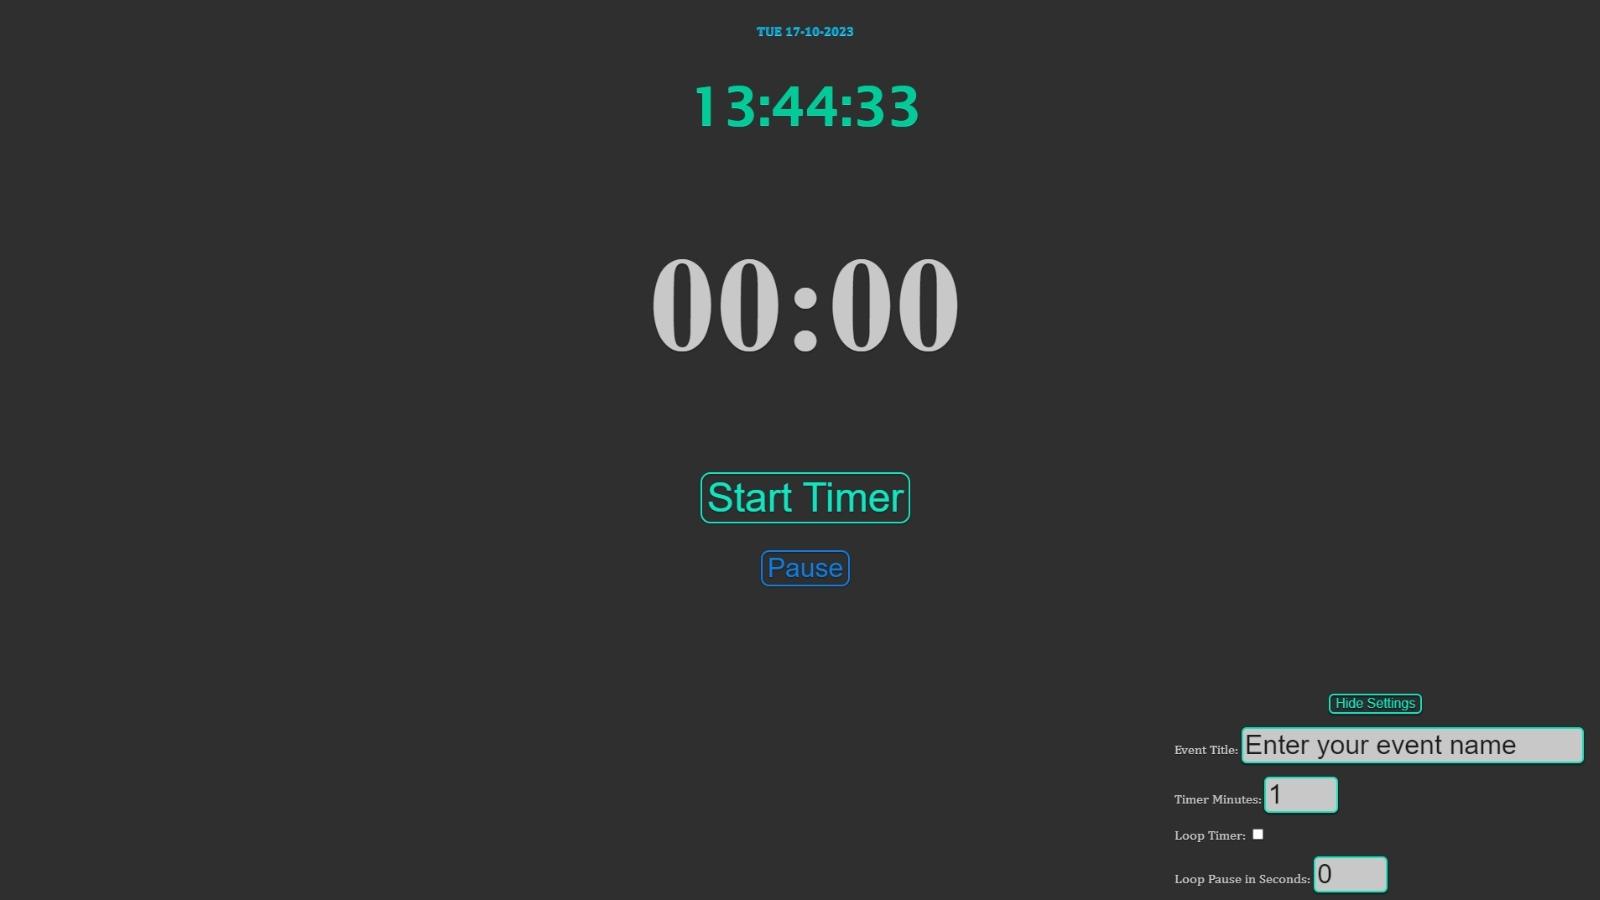 TUE 17-10-2023
13:44:33
00:00
Start Timer
Pause
Hide Settings
Event Title: Enter your event name
Timer Minutes: 1
Loop Timer:
Loop Pause in Seconds: 0